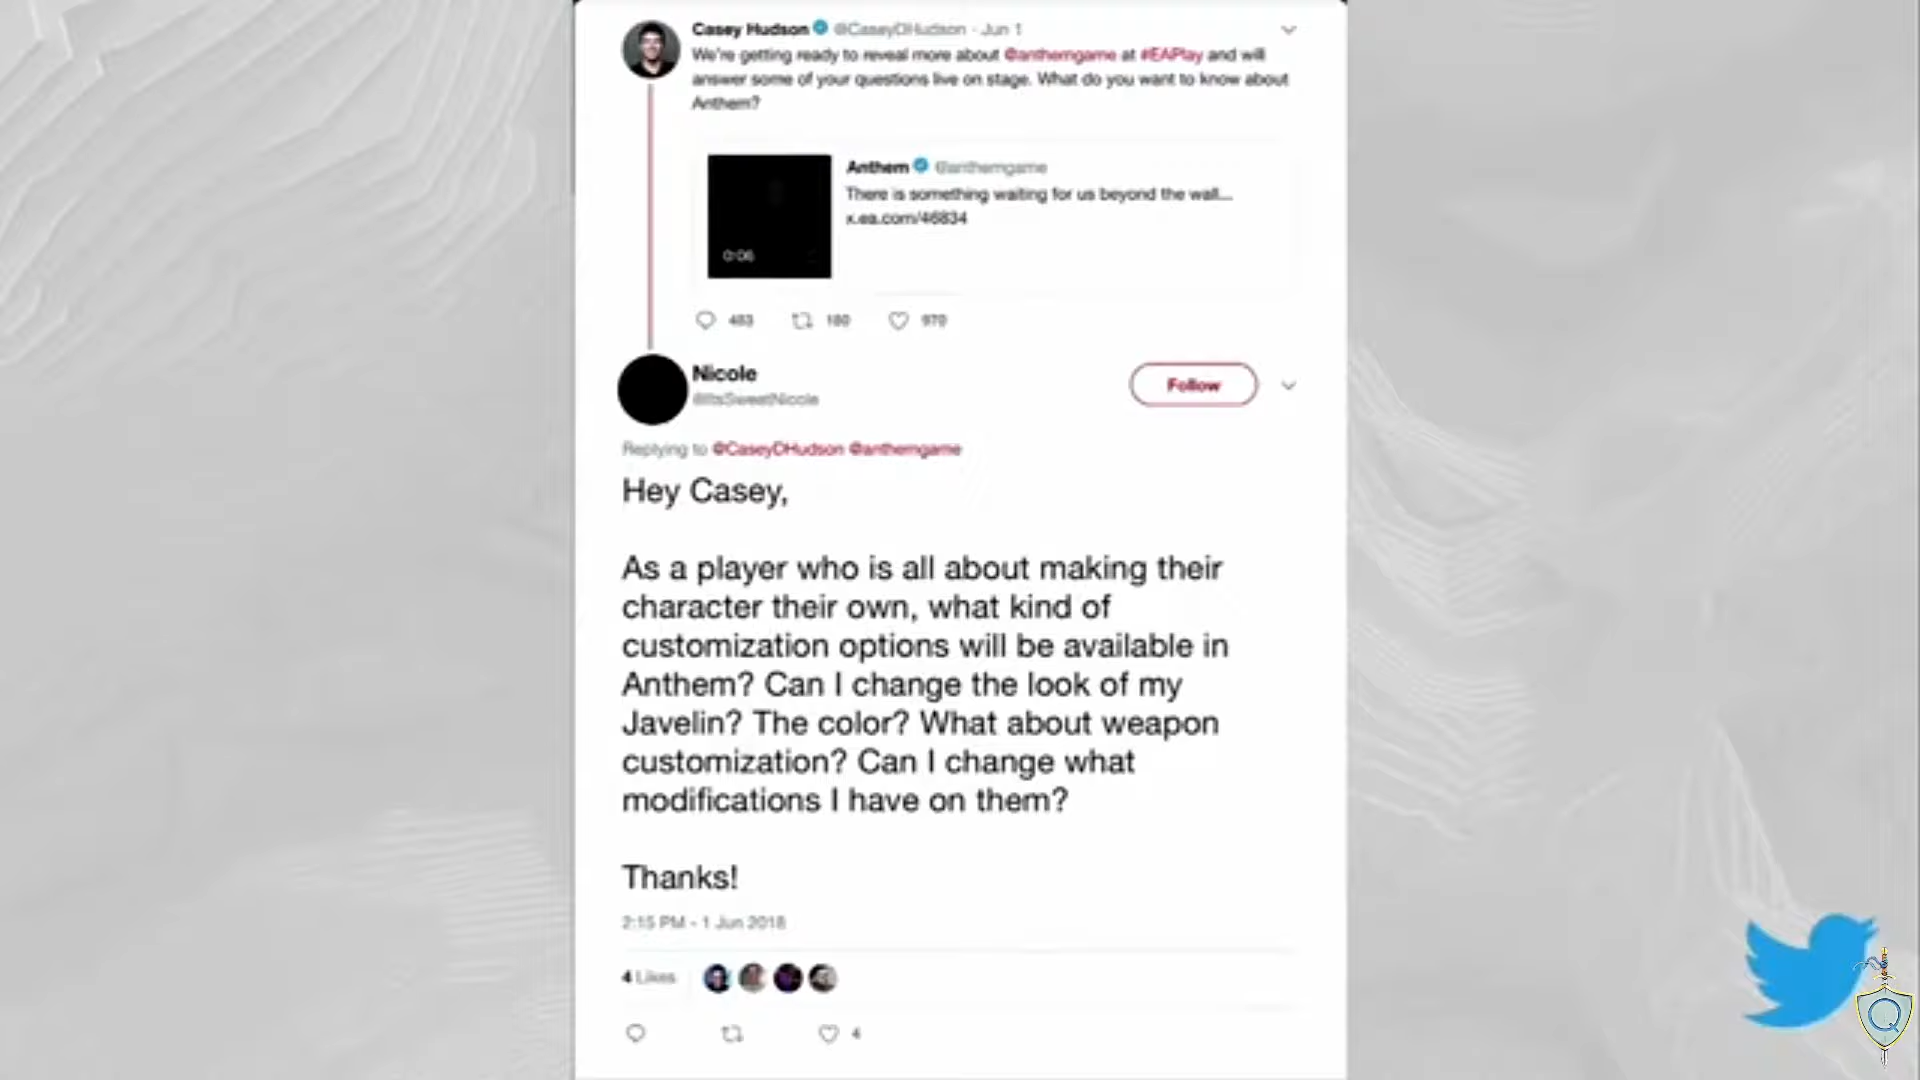 Casey Hudson @CaseyDHudson - Jun 1
We're getting ready to reveal more about @anthemgame at #EAPlay and will
answer some of your questions live on stage. What do you want to know about
Anthem?
Anthem @anthemgame
There is something waiting for us beyond the wall...
x.ea.com/46834
0:06
483 180 970
Nicole
@ItsSweetNicole
Follow
Replying to @CaseyDHudson @anthemgame
Hey Casey,
As a player who is all about making their
character their own, what kind of
customization options will be available in
Anthem? Can I change the look of my
Javelin? The color? What about weapon
customization? Can I change what
modifications I have on them?
Thanks!
2:15 PM - 1 Jun 2018
4 Likes
4
Q